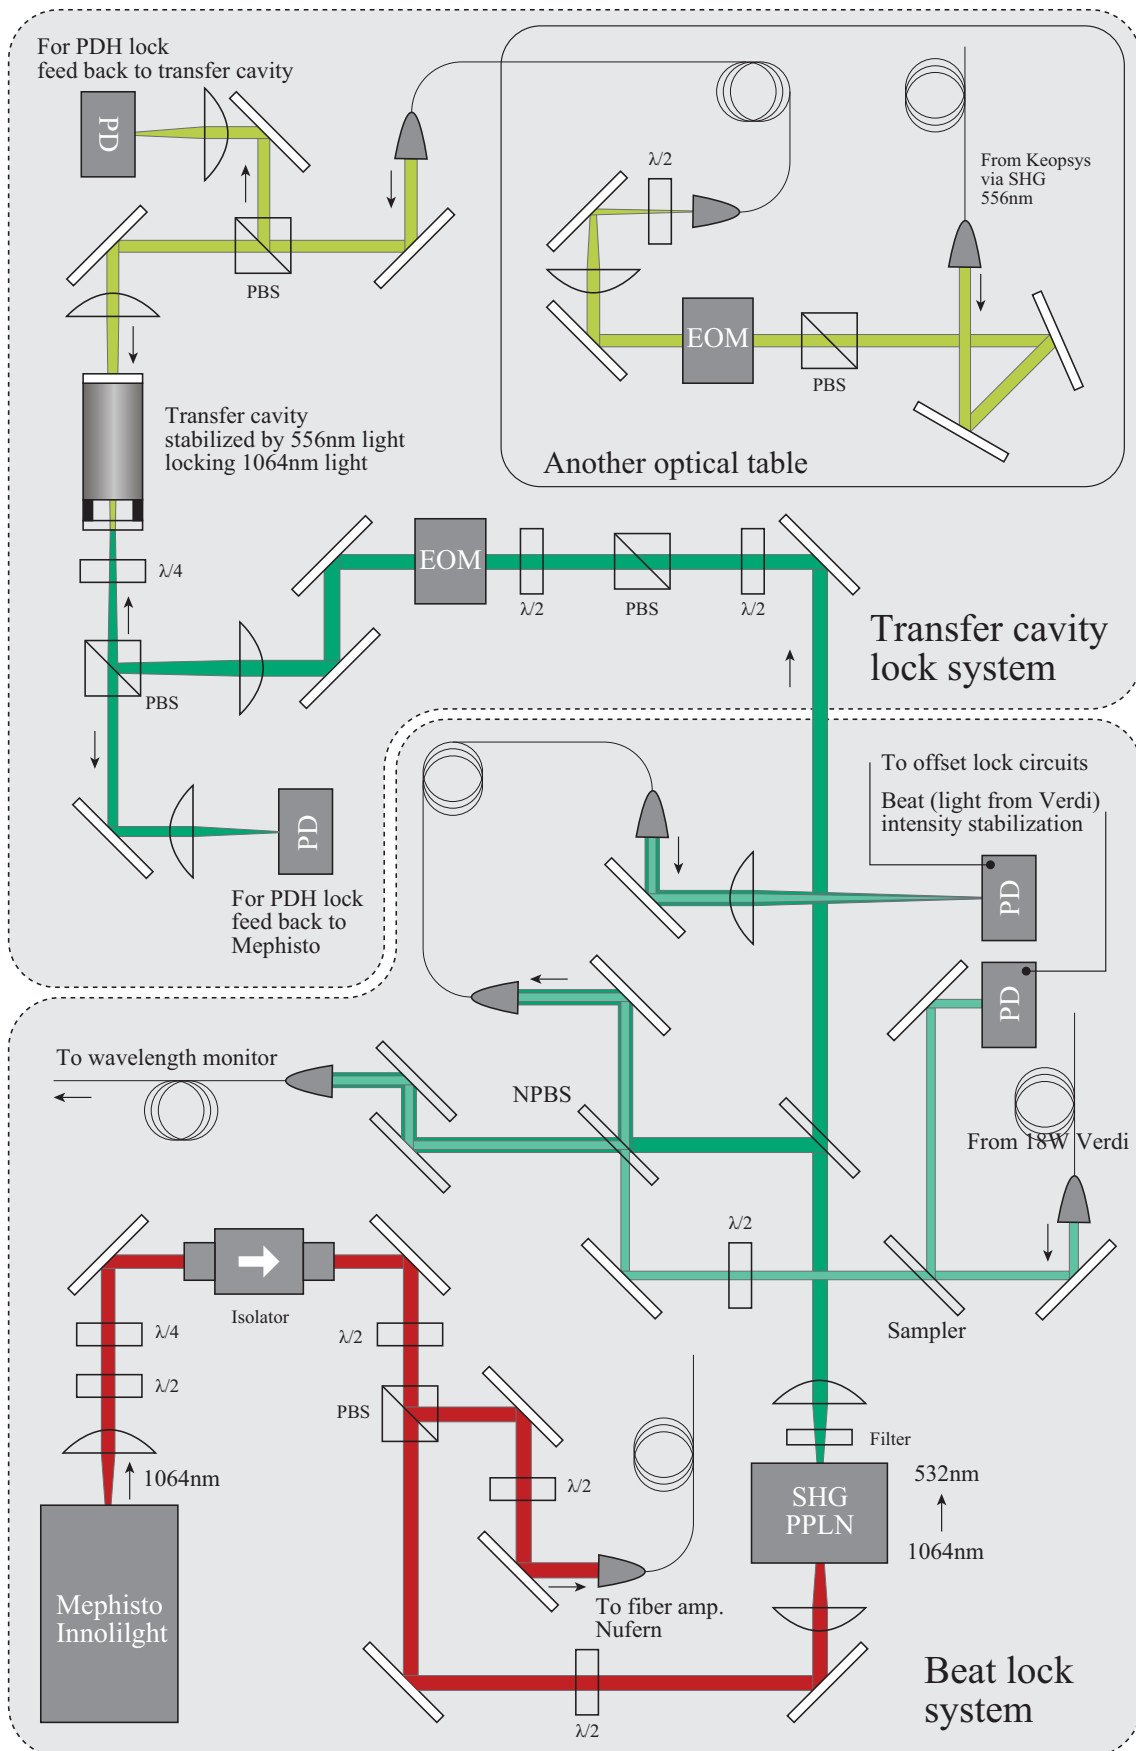 For PDH lock
feed back to transfer cavity
PD
λ/2
From Keopsys
via SHG
556nm
PBS
EOM
PBS
Another optical table
Transfer cavity
stabilized by 556nm light
locking 1064nm light
λ/4
EOM
λ/2
PBS
λ/2
Transfer cavity
lock system
PBS
PD
For PDH lock
feed back to
Mephisto
To offset lock circuits
Beat (light from Verdi)
intensity stabilization
PD
PD
To wavelength monitor
NPBS
From 18W Verdi
λ/2
Sampler
Isolator
λ/4
λ/2
λ/2
PBS
1064nm
Mephisto
Innolilght
λ/2
To fiber amp.
Nufern
λ/2
Filter
SHG
PPLN
532nm
1064nm
Beat lock
system